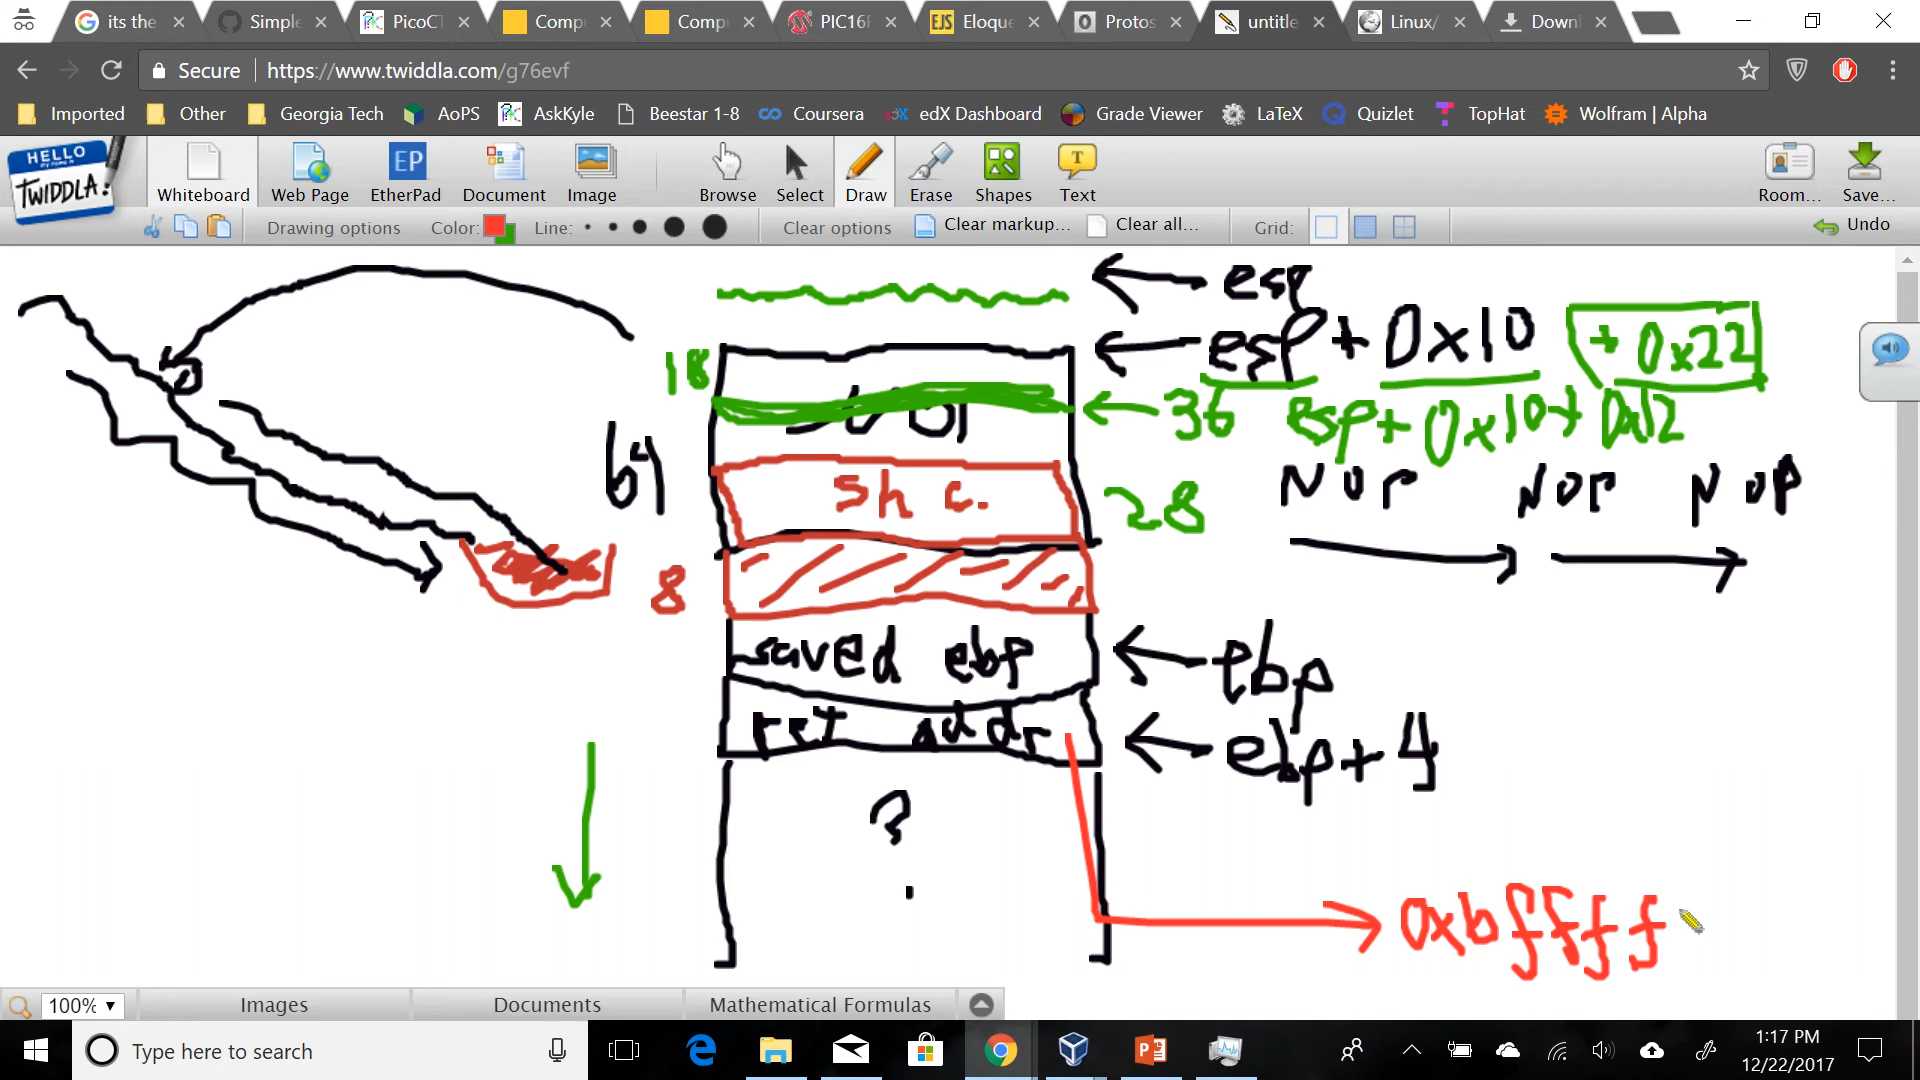 its the
Simple
PicoCT
Comp
Comp
PIC16F
EJS
Eloque
Protos
untitle
Linux/
Downl
Secure
https://www.twiddla.com/g76evf
Imported
Other
Georgia Tech
AoPS
AskKyle
Beestar 1-8
Coursera
edX Dashboard
Grade Viewer
LaTeX
Quizlet
TopHat
Wolfram | Alpha
HELLO
TWIDDLA!
EP
T
Whiteboard
Web Page
EtherPad
Document
Image
Browse
Select
Draw
Erase
Shapes
Text
Room...
Save...
Drawing options
Color:
Line:
Clear options
Clear markup...
Clear all...
Grid:
Undo
esp
esp + 0x10 + 0x22
18
36 esp + 0x10 + 0x12
64
sh c.
28
NOP NOP NOP
8
saved ebp
ebp
ret addr
ebp + 4
?
0xbffff
100%
Images
Documents
Mathematical Formulas
Type here to search
1:17 PM
12/22/2017